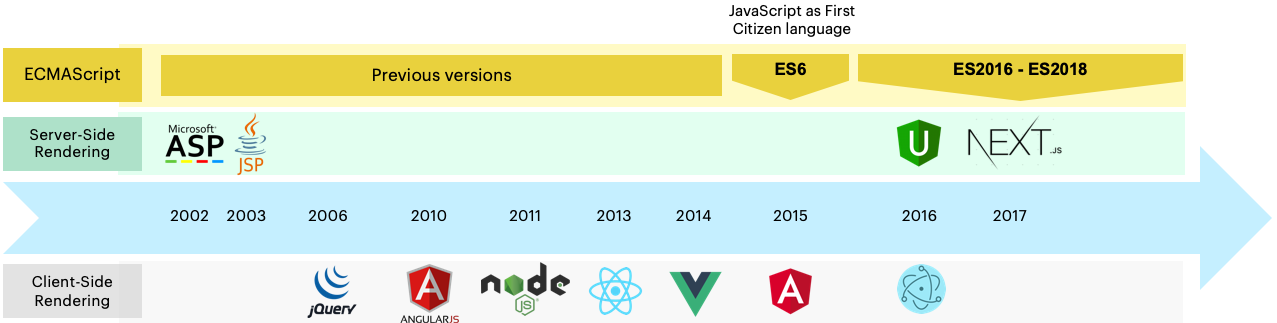 JavaScript as First
Citizen language
ECMAScript
Previous versions
ES6
ES2016 - ES2018
Server-Side
Rendering
Microsoft®
ASP
JSP
U
NEXT.JS
2002 2003 2006 2010 2011 2013 2014 2015 2016 2017
Client-Side
Rendering
jQuery
A
ANGULARJS
node
JS®
A